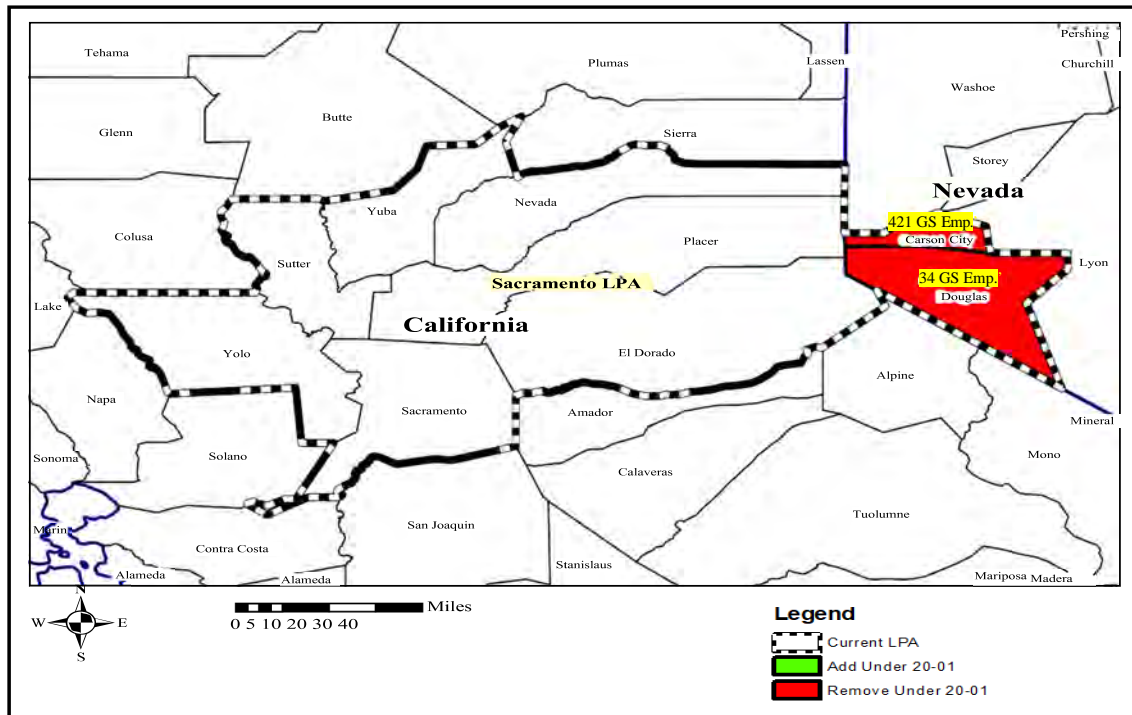 Pershing
Tehama
Plumas
Lassen
Churchill
Washoe
Butte
Glenn
Sierra
Storey
Nevada
Nevada
Yuba
421 GS Emp.
Colusa
Placer
Carson City
Sutter
Lyon
Sacramento LPA
34 GS Emp.
Douglas
Lake
California
Yolo
El Dorado
Alpine
Napa
Sacramento
Amador
Mineral
Sonoma
Solano
Calaveras
Mono
Tuolumne
San Joaquin
Marin
Contra Costa
Stanislaus
Alameda
Alameda
Mariposa
Madera
N
W
E
S
Miles
0 5 10 20 30 40
Legend
Current LPA
Add Under 20-01
Remove Under 20-01